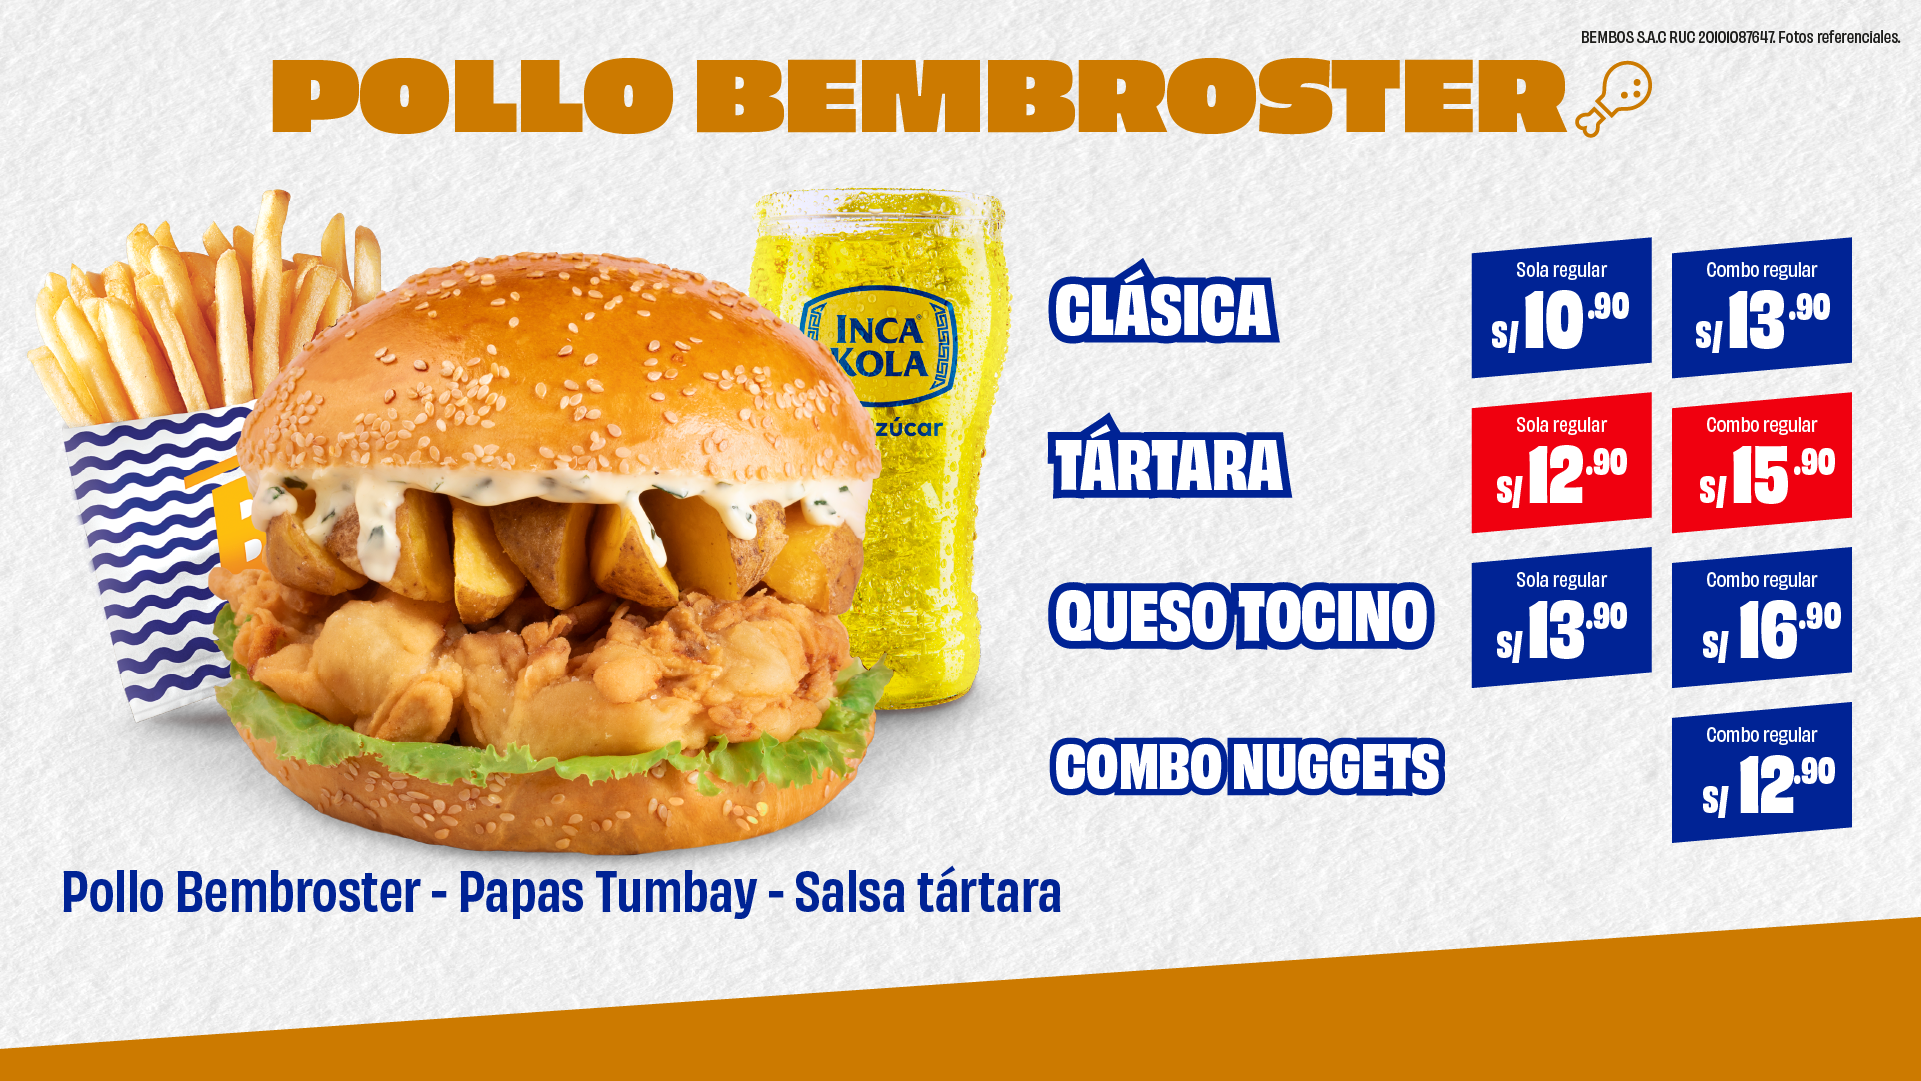 BEMBOS S.A.C RUC 20101087647. Fotos referenciales.
POLLO BEMBROSTER
INCA
KOLA
zúcar
B
CLÁSICA
Sola regular
S/ 10.90
Combo regular
S/ 13.90
TÁRTARA
Sola regular
S/ 12.90
Combo regular
S/ 15.90
QUESO TOCINO
Sola regular
S/ 13.90
Combo regular
S/ 16.90
COMBO NUGGETS
Combo regular
S/ 12.90
Pollo Bembroster - Papas Tumbay - Salsa tártara